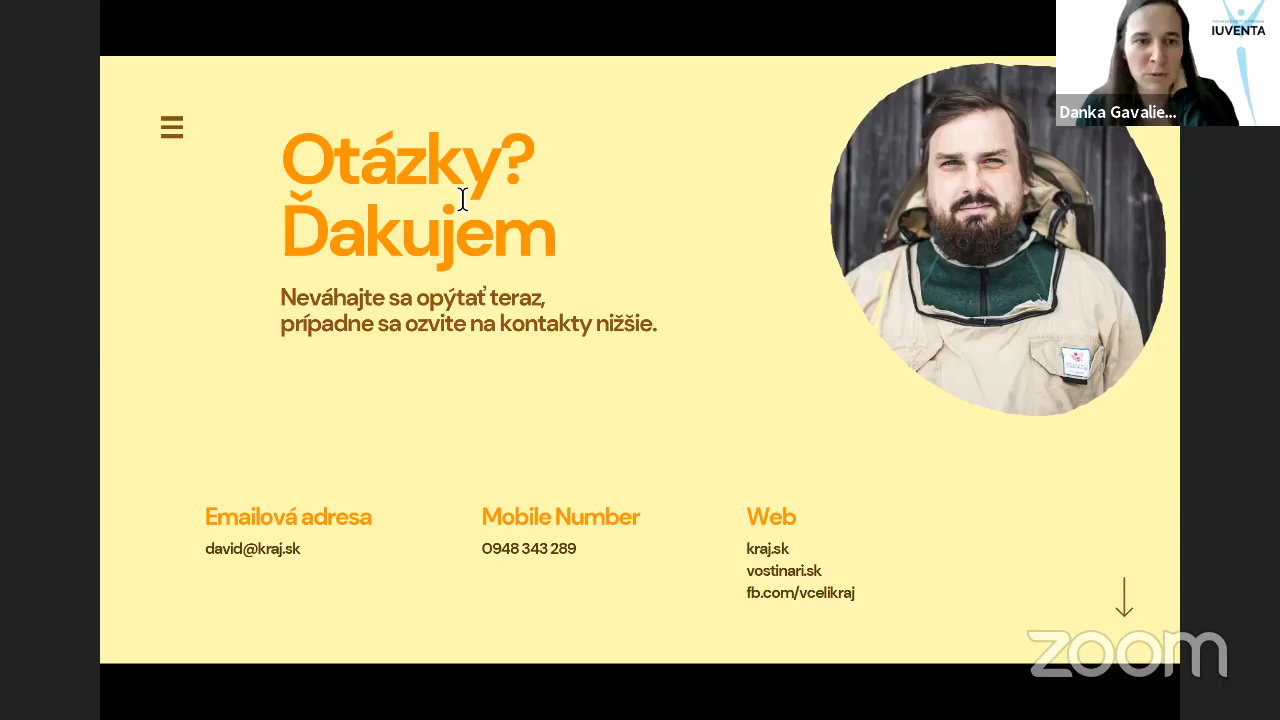 IUVENTA
Danka Gavalie...
Otázky?
Ďakujem
Neváhajte sa opýtať teraz,
prípadne sa ozvite na kontakty nižšie.
Emailová adresa
david@kraj.sk
Mobile Number
0948 343 289
Web
kraj.sk
vostinari.sk
fb.com/vcelikraj
zoom